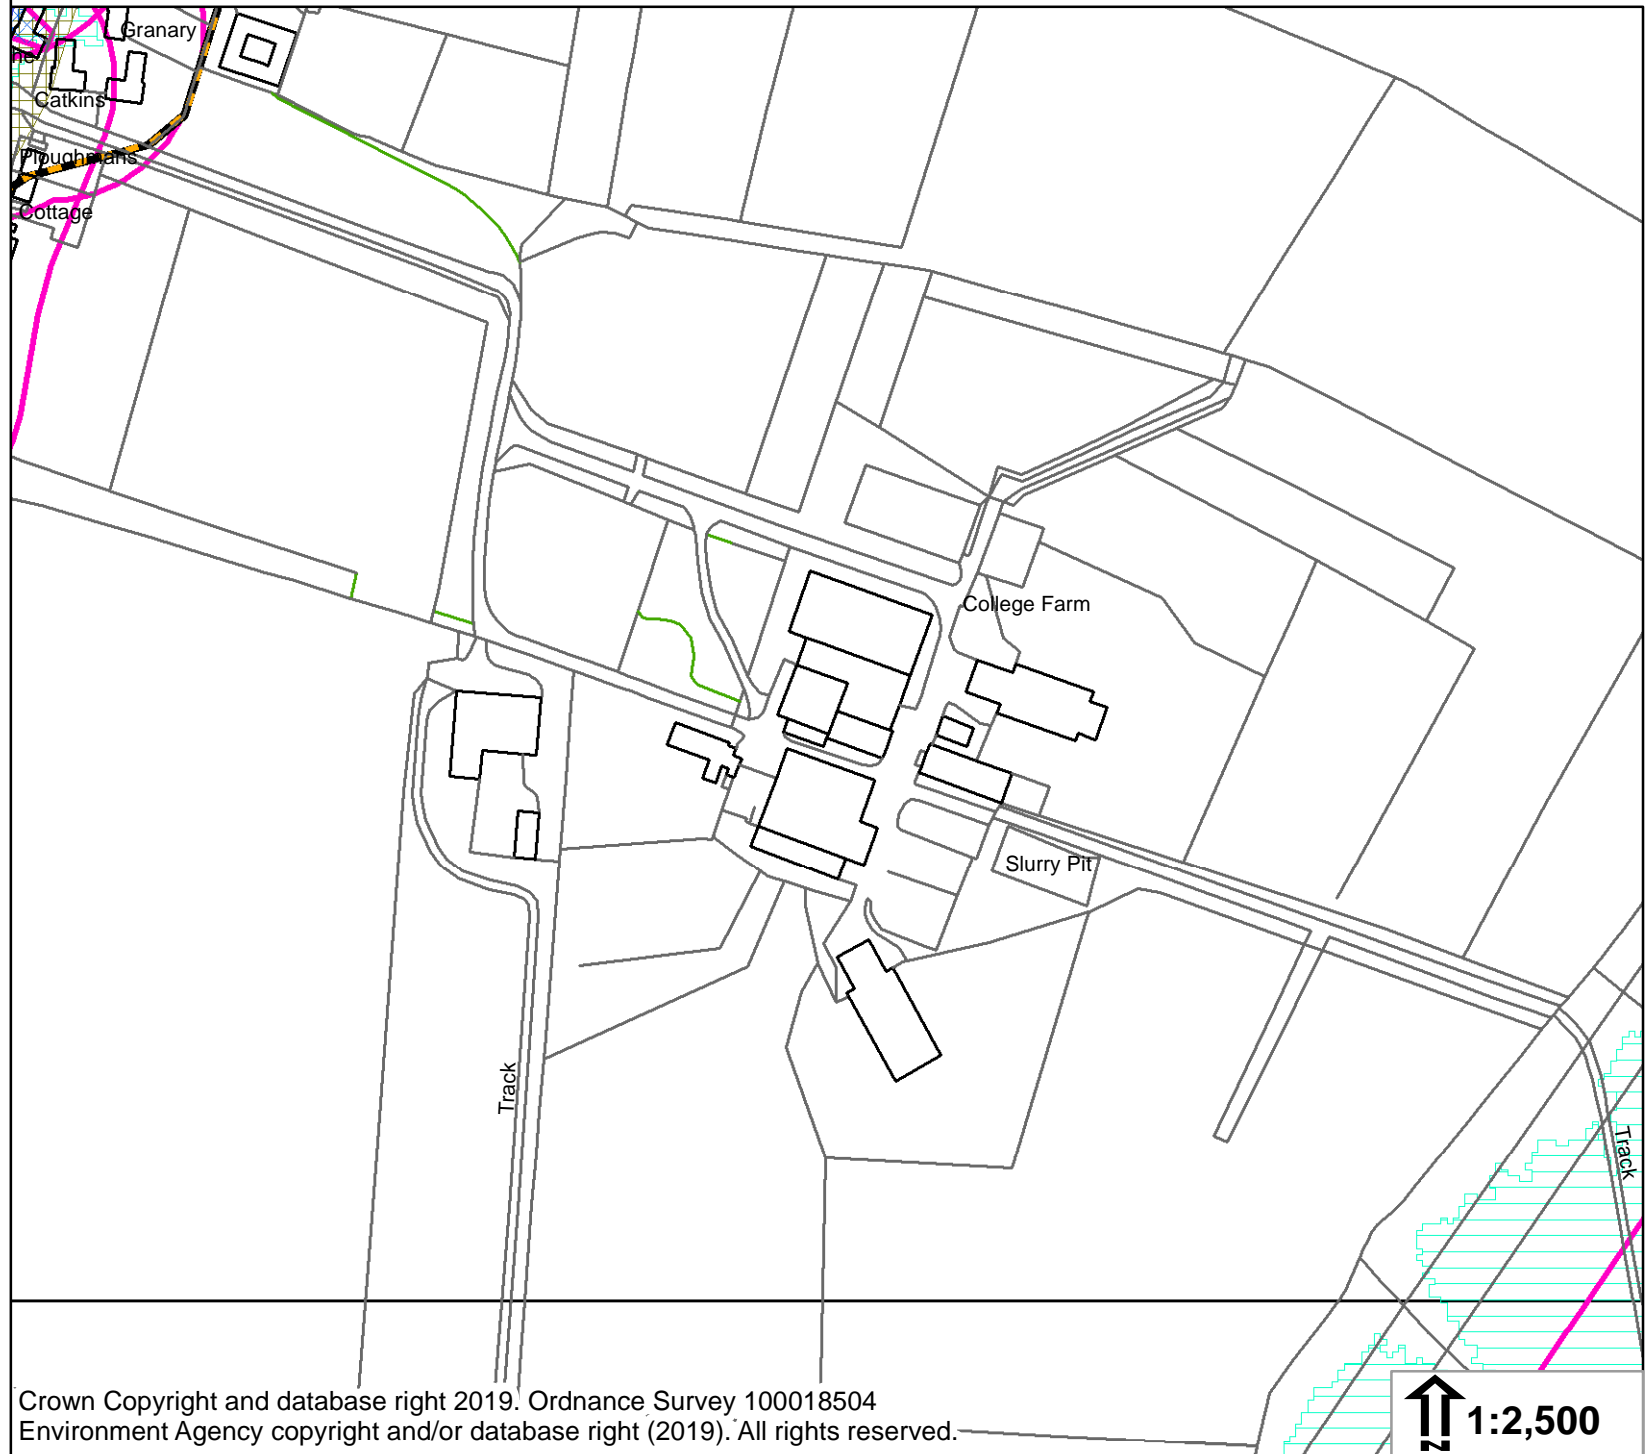 Granary
Catkins
Ploughmans
Cottage
College Farm
Slurry Pit
Track
Track
Crown Copyright and database right 2019. Ordnance Survey 100018504
Environment Agency copyright and/or database right (2019). All rights reserved.
1:2,500
N